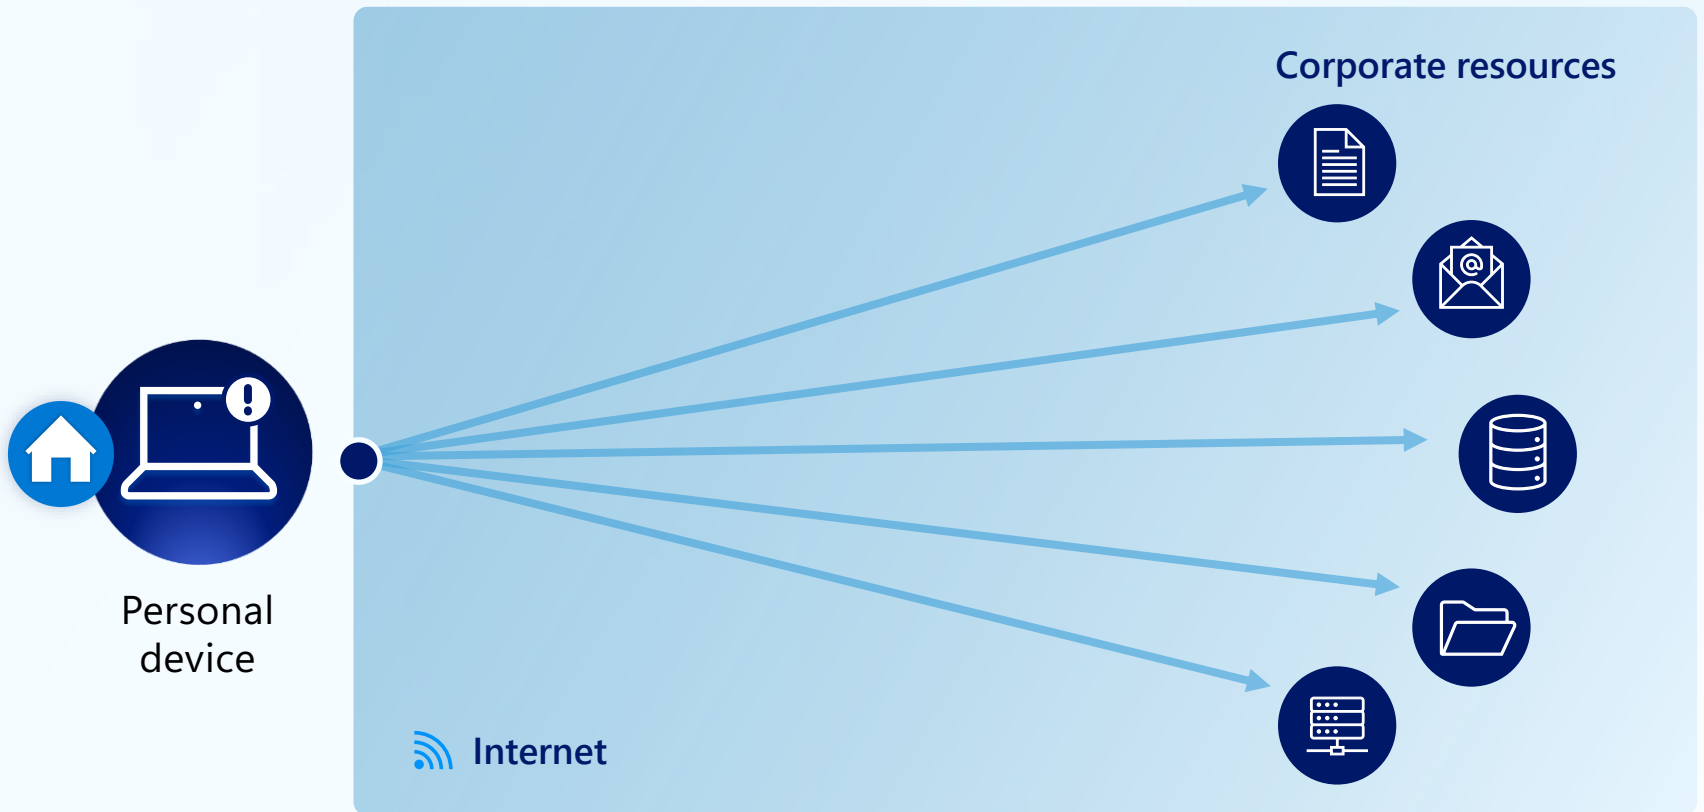 Corporate resources
@
Personal
device
Internet